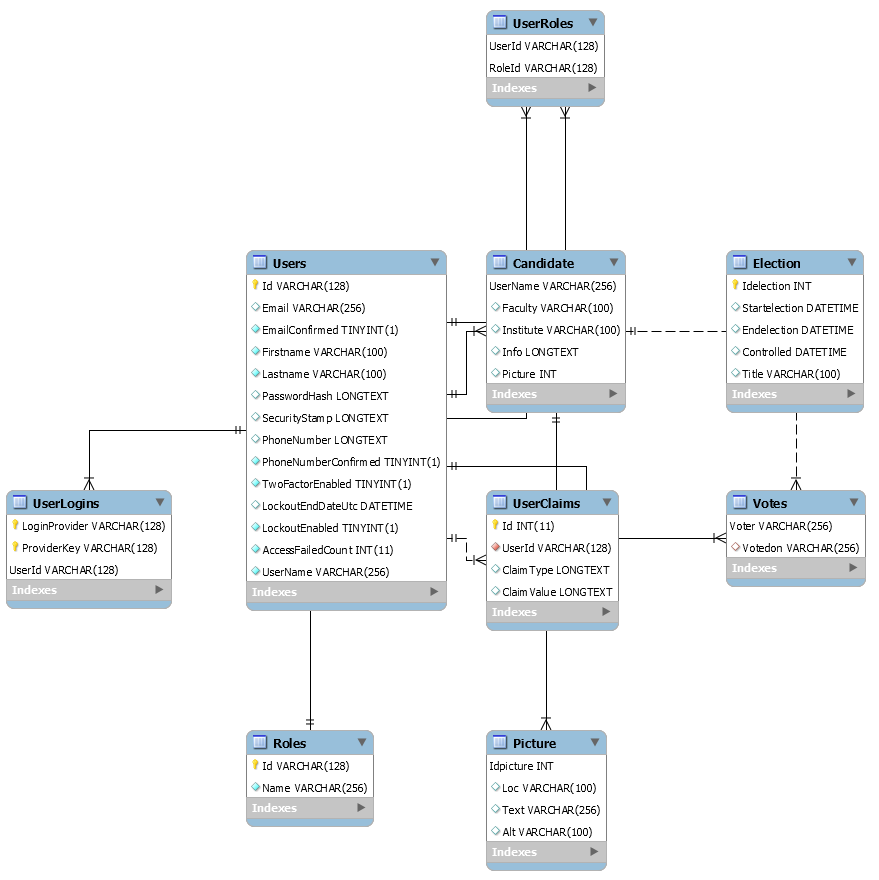 UserRoles
UserId VARCHAR(128)
RoleId VARCHAR(128)
Indexes
Users
Id VARCHAR(128)
Email VARCHAR(256)
EmailConfirmed TINYINT(1)
Firstname VARCHAR(100)
Lastname VARCHAR(100)
PasswordHash LONGTEXT
SecurityStamp LONGTEXT
PhoneNumber LONGTEXT
PhoneNumberConfirmed TINYINT(1)
TwoFactorEnabled TINYINT(1)
LockoutEndDateUtc DATETIME
LockoutEnabled TINYINT(1)
AccessFailedCount INT(11)
UserName VARCHAR(256)
Indexes
Candidate
UserName VARCHAR(256)
Faculty VARCHAR(100)
Institute VARCHAR(100)
Info LONGTEXT
Picture INT
Indexes
Election
Idelection INT
Startelection DATETIME
Endelection DATETIME
Controlled DATETIME
Title VARCHAR(100)
Indexes
UserLogins
LoginProvider VARCHAR(128)
ProviderKey VARCHAR(128)
UserId VARCHAR(128)
Indexes
UserClaims
Id INT(11)
UserId VARCHAR(128)
ClaimType LONGTEXT
ClaimValue LONGTEXT
Indexes
Votes
Voter VARCHAR(256)
Votedon VARCHAR(256)
Indexes
Roles
Id VARCHAR(128)
Name VARCHAR(256)
Indexes
Picture
Idpicture INT
Loc VARCHAR(100)
Text VARCHAR(256)
Alt VARCHAR(100)
Indexes